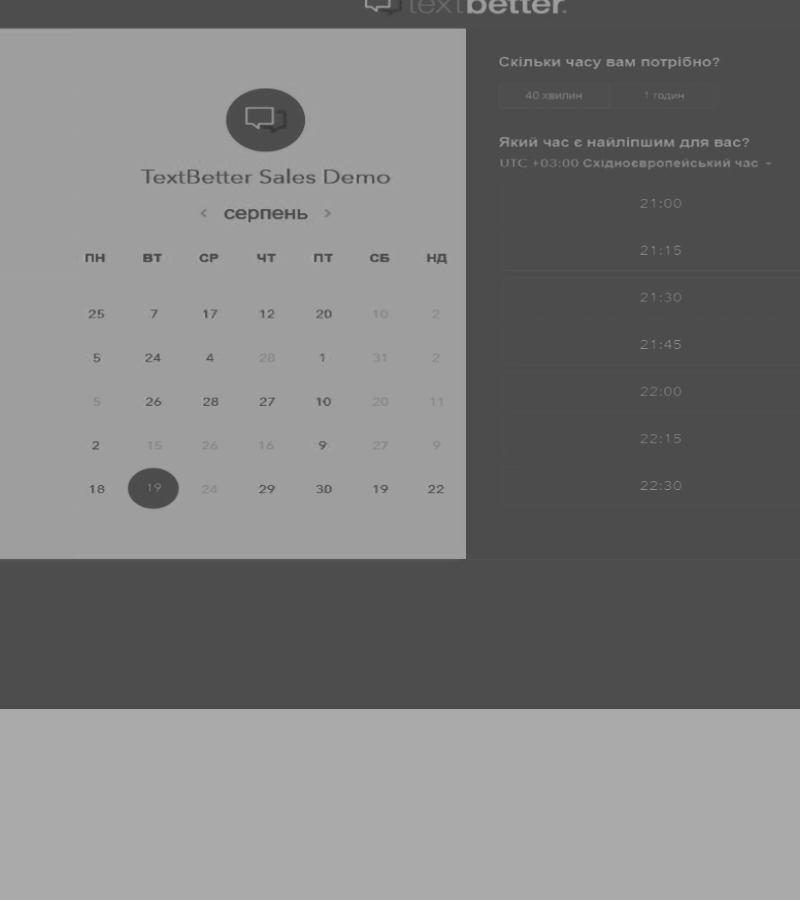 textbetter.
TextBetter Sales Demo
< серпень >
ПН ВТ СР ЧТ ПТ СБ НД
25 7 17 12 20 10 2
5 24 4 28 1 31 2
5 26 28 27 10 20 11
2 15 26 16 9 27 9
18 19 24 29 30 19 22
Скільки часу вам потрібно?
40 хвилин 1 годин
Який час є найліпшим для вас?
UTC +03:00 Східноєвропейський час
21:00
21:15
21:30
21:45
22:00
22:15
22:30